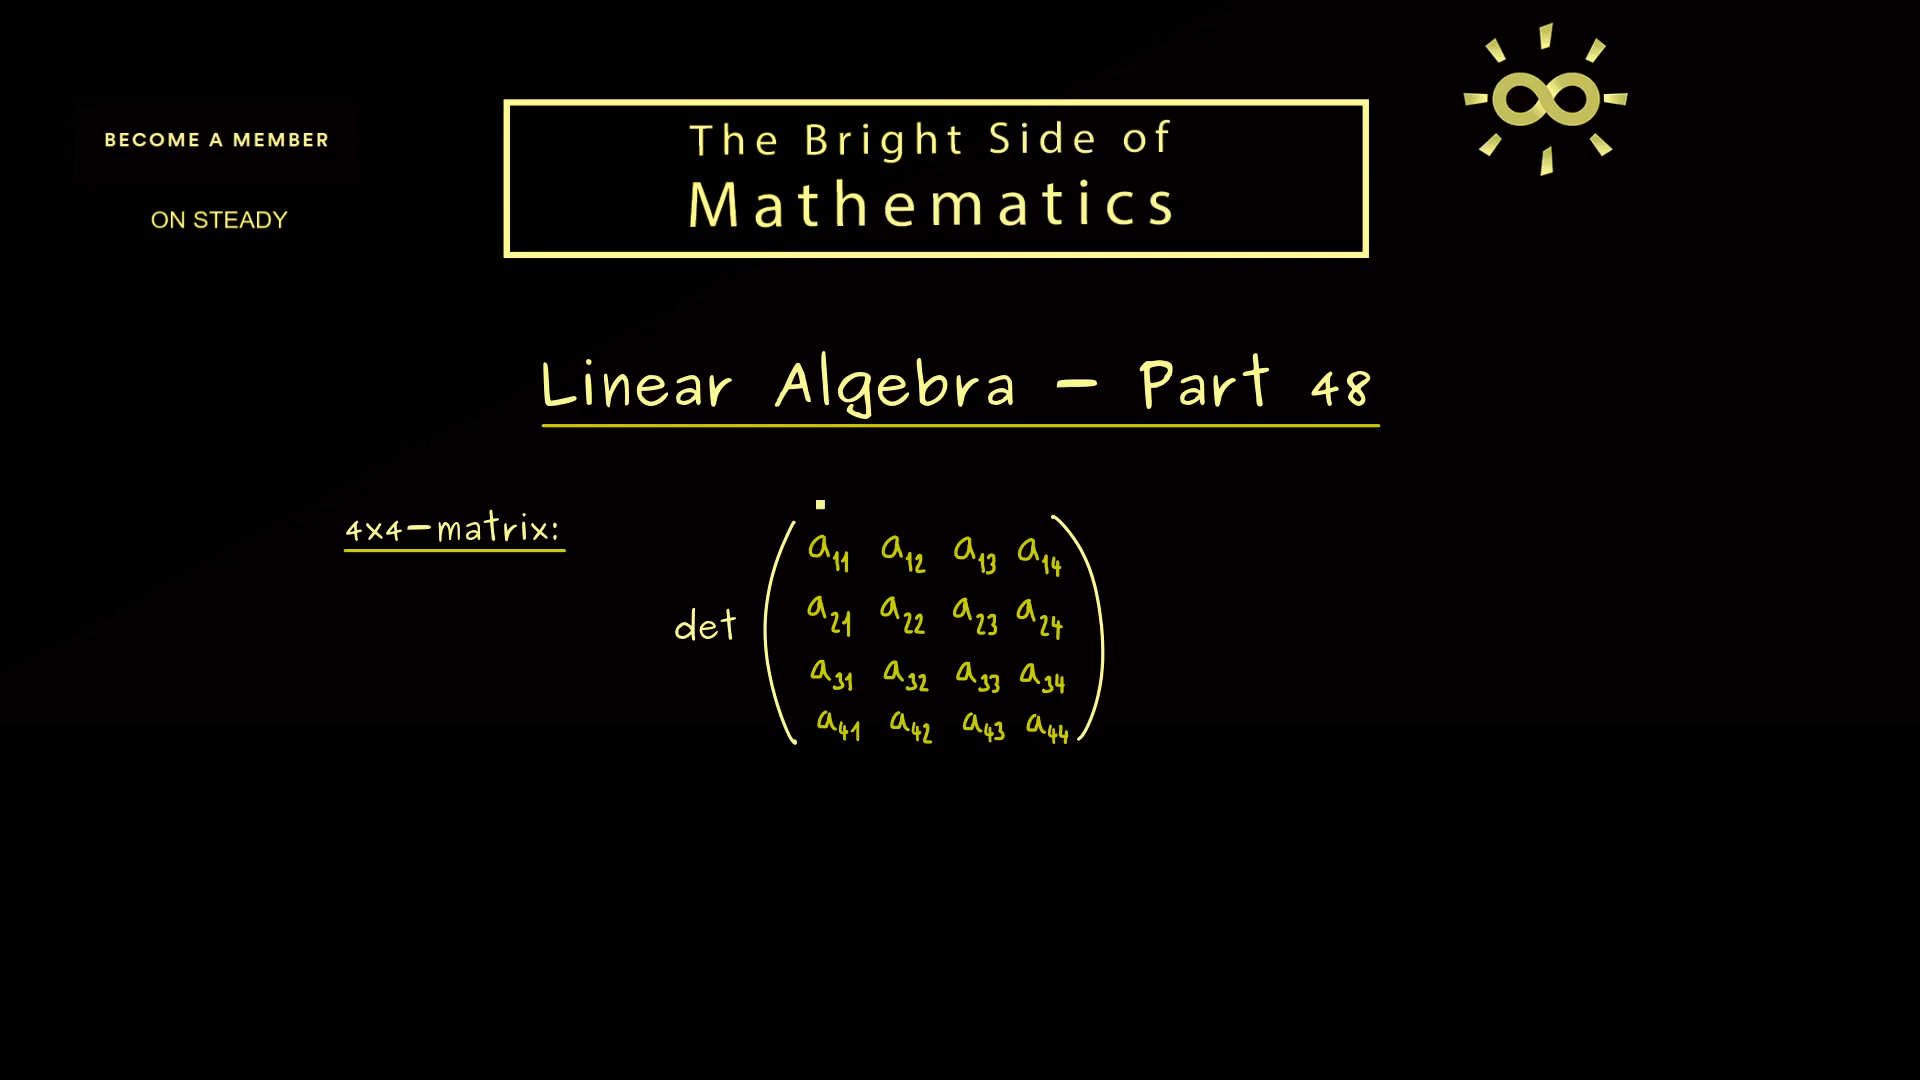 BECOME A MEMBER
ON STEADY
The Bright Side of
Mathematics
Linear Algebra – Part 48
4x4-matrix:
det
a₁₁ a₁₂ a₁₃ a₁₄
a₂₁ a₂₂ a₂₃ a₂₄
a₃₁ a₃₂ a₃₃ a₃₄
a₄₁ a₄₂ a₄₃ a₄₄